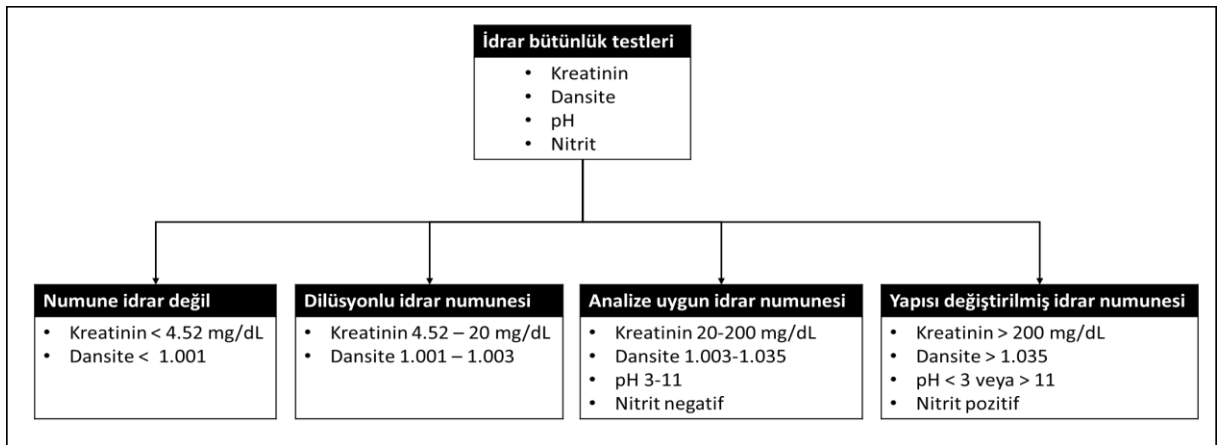 İdrar bütünlük testleri
• Kreatinin
• Dansite
• pH
• Nitrit
Numune idrar değil
• Kreatinin < 4.52 mg/dL
• Dansite < 1.001
Dilüsyonlu idrar numunesi
• Kreatinin 4.52 – 20 mg/dL
• Dansite 1.001 – 1.003
Analize uygun idrar numunesi
• Kreatinin 20-200 mg/dL
• Dansite 1.003-1.035
• pH 3-11
• Nitrit negatif
Yapısı değiştirilmiş idrar numunesi
• Kreatinin > 200 mg/dL
• Dansite > 1.035
• pH < 3 veya > 11
• Nitrit pozitif